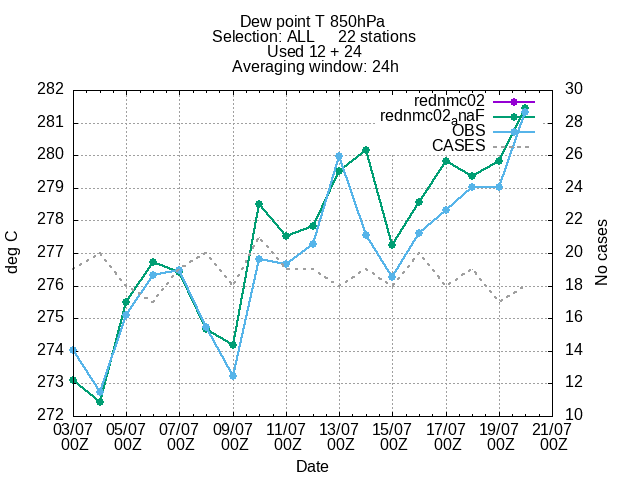 Dew point T 850hPa
Selection: ALL 22 stations
Used 12 + 24
Averaging window: 24h
282 30
281 28
280 26
279 24
278 22
277 20
276 18
275 16
274 14
273 12
272 10
rednmc02
rednmc02anaF
OBS
CASES
deg C
No cases
03/07 05/07 07/07 09/07 11/07 13/07 15/07 17/07 19/07 21/07
00Z 00Z 00Z 00Z 00Z 00Z 00Z 00Z 00Z 00Z
Date